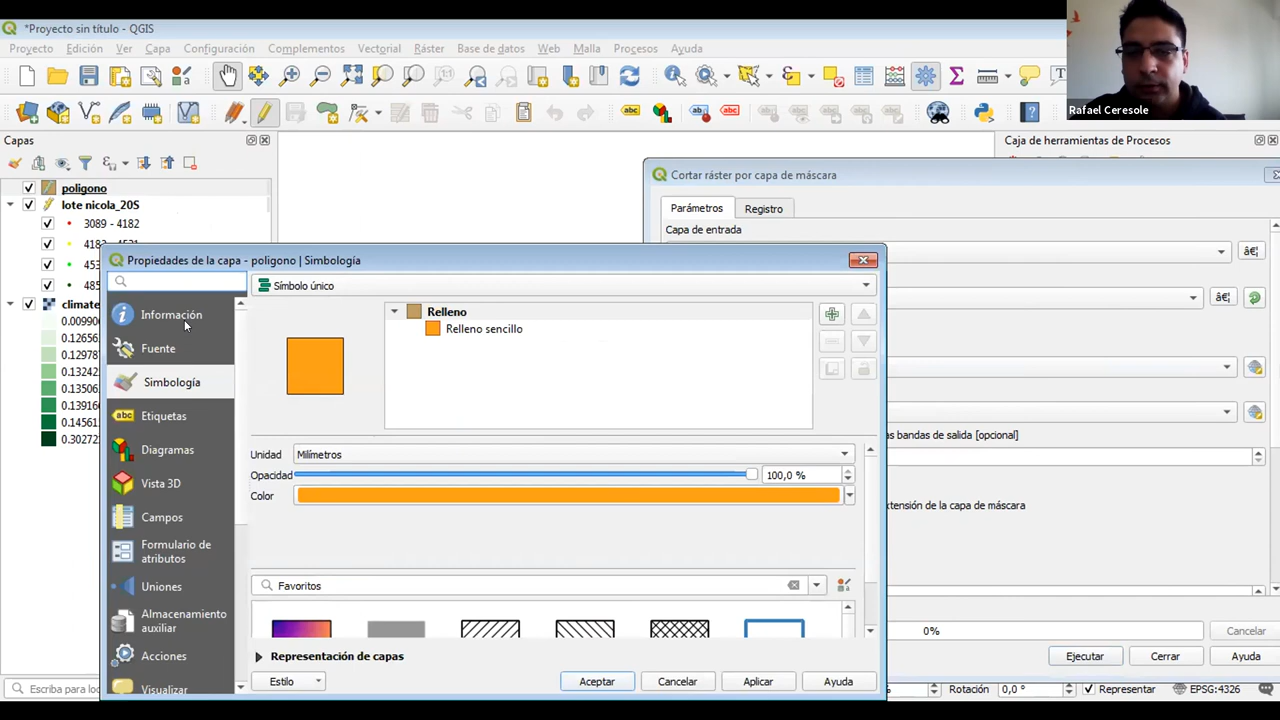 *Proyecto sin título - QGIS
Proyecto Edición Ver Capa Configuración Complementos Vectorial Ráster Base de datos Web Malla Procesos Ayuda
Rafael Ceresole
Capas
Caja de herramientas de Procesos
poligono
lote nicola_20S
3089 - 4182
climate
0.00990
0.12656
0.12978
0.13242
0.13506
0.13916
0.14561
0.30272
Cortar ráster por capa de máscara
Parámetros Registro
Capa de entrada
as bandas de salida [opcional]
xtensión de la capa de máscara
0% Cancelar
Ejecutar Cerrar Ayuda
Propiedades de la capa - poligono | Simbología
Información
Fuente
Simbología
Etiquetas
Diagramas
Vista 3D
Campos
Formulario de
atributos
Uniones
Almacenamiento
auxiliar
Acciones
Visualizar
Símbolo único
Relleno
Relleno sencillo
Unidad Milímetros
Opacidad 100,0 %
Color
Favoritos
Representación de capas
Estilo Aceptar Cancelar Aplicar Ayuda
Escriba para loc
% Rotación 0,0 ° Representar EPSG:4326